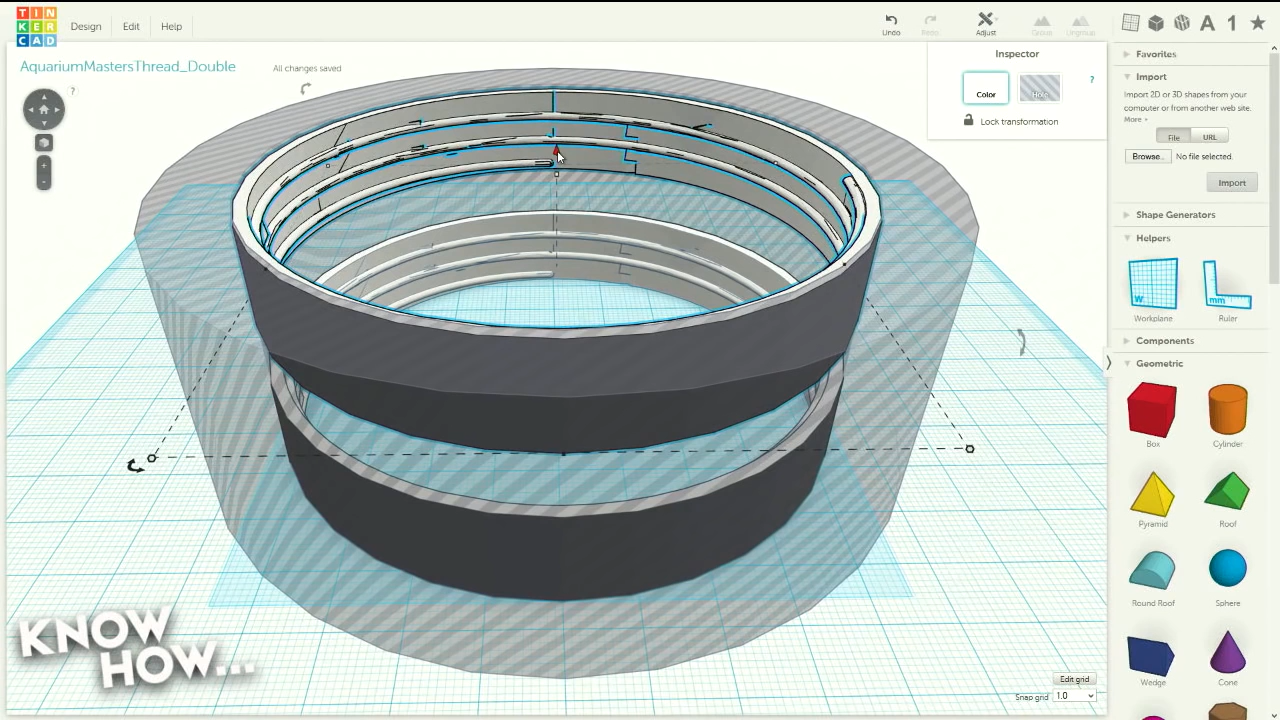 TIN
KER
CAD
Design
Edit
Help
Undo
Redo
Adjust
Group
Ungroup
AquariumMastersThread_Double
All changes saved
?
Inspector
Color
Hole
?
Lock transformation
Favorites
Import
Import 2D or 3D shapes from your
computer or from another web site.
More
File
URL
Browse..
No file selected.
Import
Shape Generators
Helpers
W
mm
Workplane
Ruler
Components
Geometric
Box
Cylinder
Pyramid
Roof
Round Roof
Sphere
Wedge
Cone
Edit grid
Snap grid
1.0
KNOW
HOW...